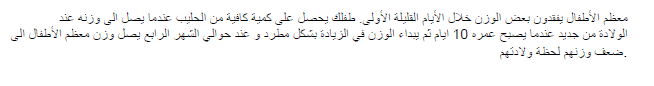 معظم الأطفال يفقدون بعض الوزن خلال الأيام القليلة الأولى. طفلك يحصل على كمية كافية من الحليب عندما يصل الى وزنه عند
الولادة من جديد عندما يصبح عمره 10 ايام ثم يبداء الوزن في الزيادة بشكل مطرد و عند حوالي الشهر الرابع يصل وزن معظم الأطفال الى
.ضعف وزنهم لحظة ولادتهم